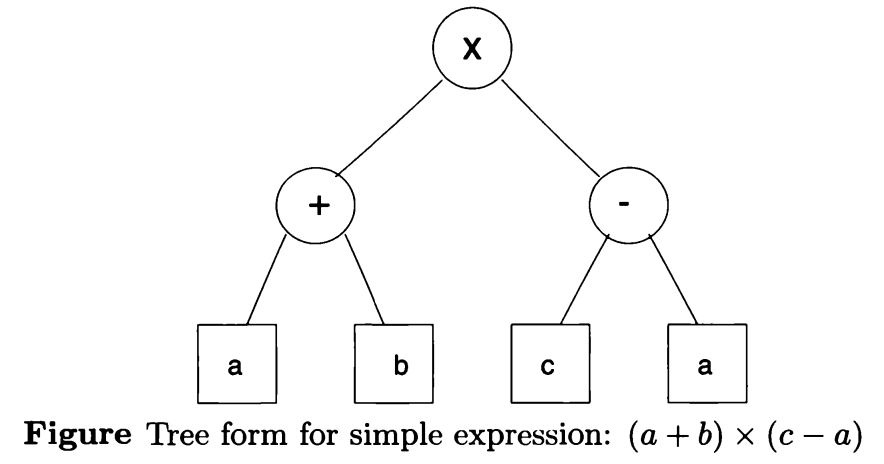 X
+ -
a b c a
Figure Tree form for simple expression: (a + b) × (c − a)